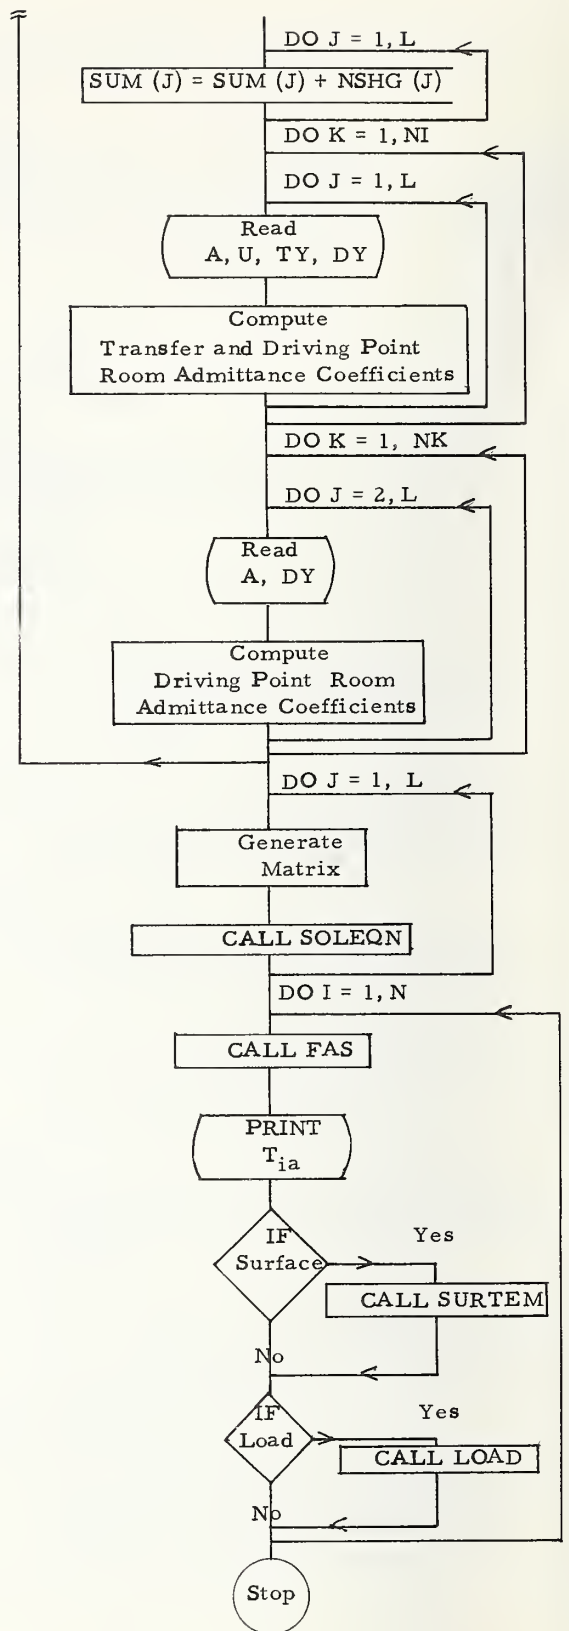 DO J = 1, L
SUM (J) = SUM (J) + NSHG (J)
DO K = 1, NI
DO J = 1, L
Read
A, U, TY, DY
Compute
Transfer and Driving Point
Room Admittance Coefficients
DO K = 1, NK
DO J = 2, L
Read
A, DY
Compute
Driving Point Room
Admittance Coefficients
DO J = 1, L
Generate
Matrix
CALL SOLEQN
DO I = 1, N
CALL FAS
PRINT
Tia
IF
Surface
Yes
CALL SURTEM
No
IF
Load
Yes
CALL LOAD
No
Stop